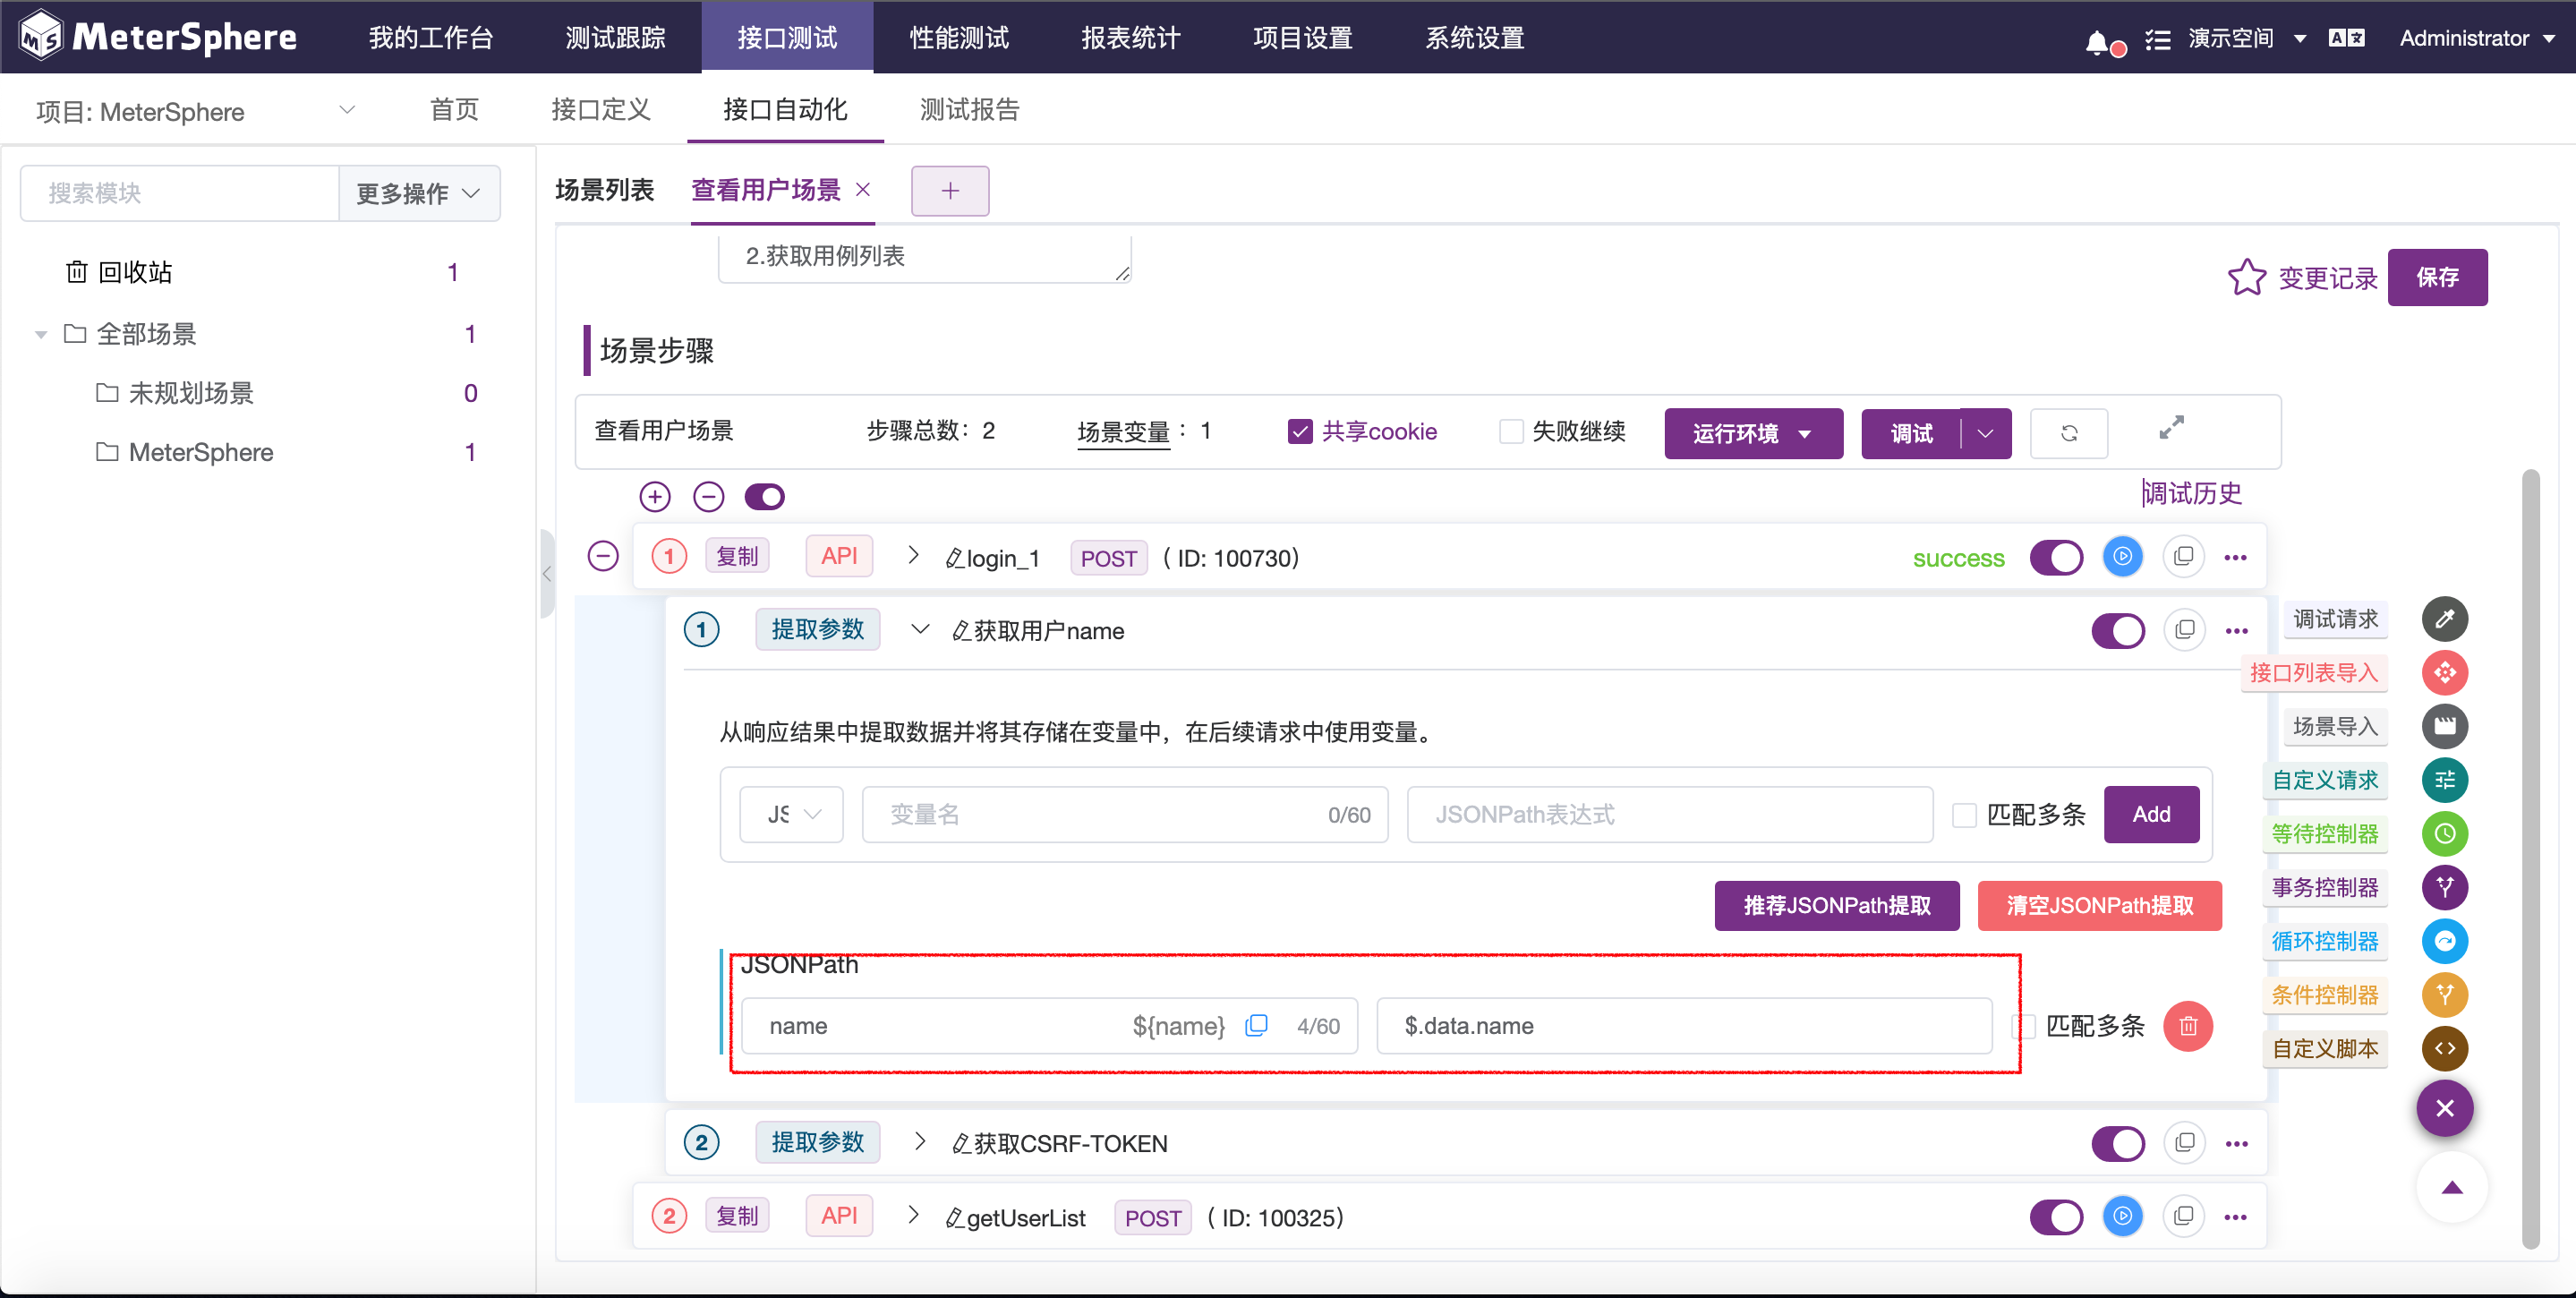 MeterSphere 我的工作台 测试跟踪 接口测试 性能测试 报表统计 项目设置 系统设置 演示空间 Administrator
项目: MeterSphere 首页 接口定义 接口自动化 测试报告
搜索模块 更多操作
回收站 1
全部场景 1
未规划场景 0
MeterSphere 1
场景列表 查看用户场景
2.获取用例列表
变更记录 保存
场景步骤
查看用户场景 步骤总数: 2 场景变量 : 1 共享cookie 失败继续 运行环境 调试
调试历史
1 复制 API login_1 POST ( ID: 100730) success
1 提取参数 获取用户name
从响应结果中提取数据并将其存储在变量中，在后续请求中使用变量。
JS 变量名 0/60 JSONPath表达式 匹配多条 Add
推荐JSONPath提取 清空JSONPath提取
JSONPath
name ${name} 4/60 $.data.name 匹配多条
2 提取参数 获取CSRF-TOKEN
2 复制 API getUserList POST ( ID: 100325)
调试请求
接口列表导入
场景导入
自定义请求
等待控制器
事务控制器
循环控制器
条件控制器
自定义脚本